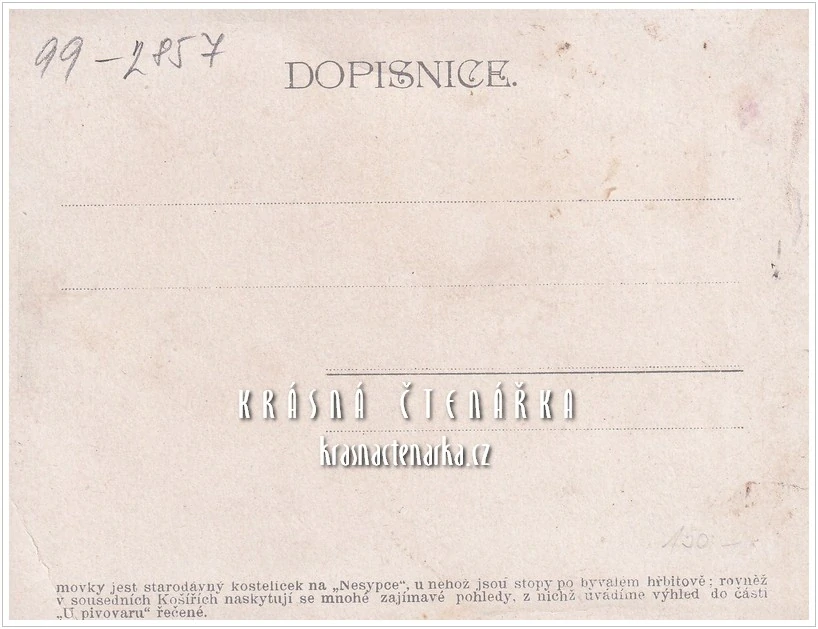 99-2857
DOPISNICE.
KRÁSNÁ ČTENÁŘKA
krasnactenarka.cz
150-
movky jest starodávný kostelíček na „Nesypce“, u něhož jsou stopy po bývalém hřbitově; rovněž
v sousedních Košířích naskytují se mnohé zajímavé pohledy, z nichž uvádíme výhled do části
„U pivovaru“ řečené.